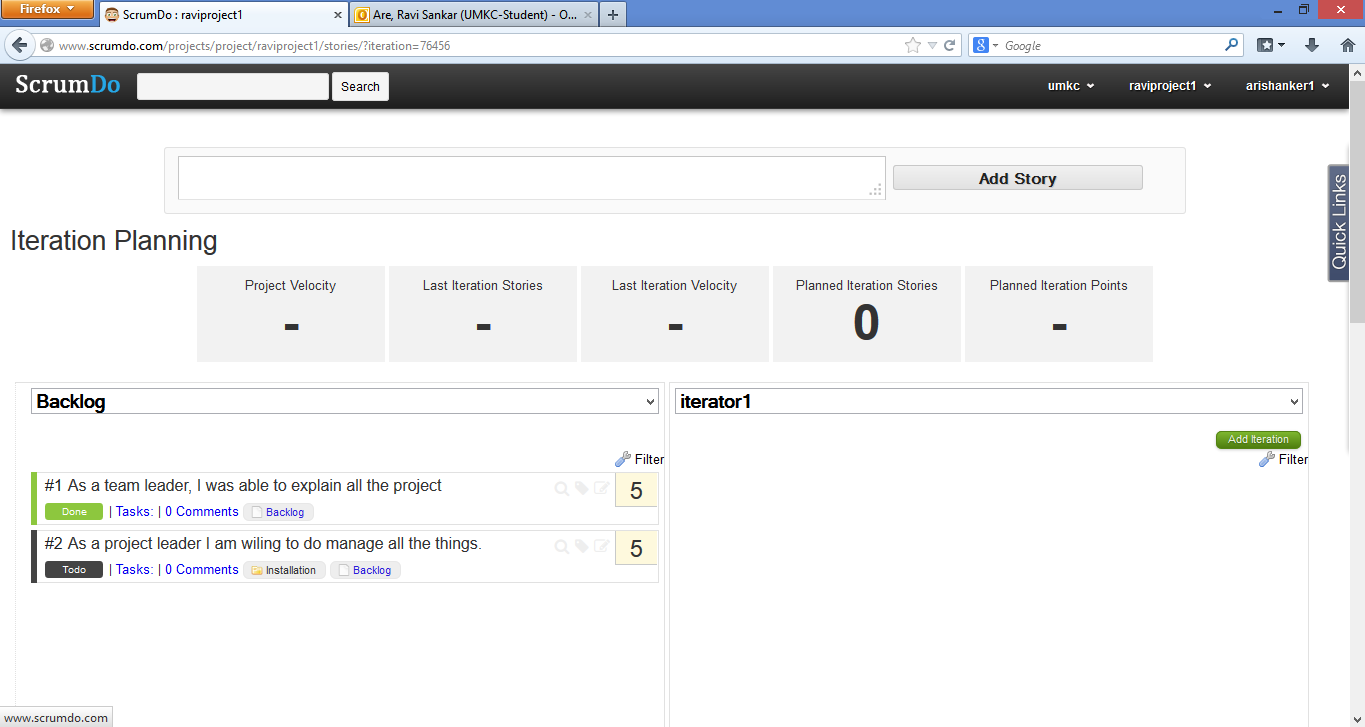 Firefox
ScrumDo : raviproject1
Are, Ravi Sankar (UMKC-Student) - O...
www.scrumdo.com/projects/project/raviproject1/stories/?iteration=76456
Google
ScrumDo
Search
umkc
raviproject1
arishanker1
Add Story
Quick Links
Iteration Planning
Project Velocity
-
Last Iteration Stories
-
Last Iteration Velocity
-
Planned Iteration Stories
0
Planned Iteration Points
-
Backlog
Filter
#1 As a team leader, I was able to explain all the project
5
Done | Tasks: | 0 Comments Backlog
#2 As a project leader I am wiling to do manage all the things.
5
Todo | Tasks: | 0 Comments Installation Backlog
iterator1
Add Iteration
Filter
www.scrumdo.com